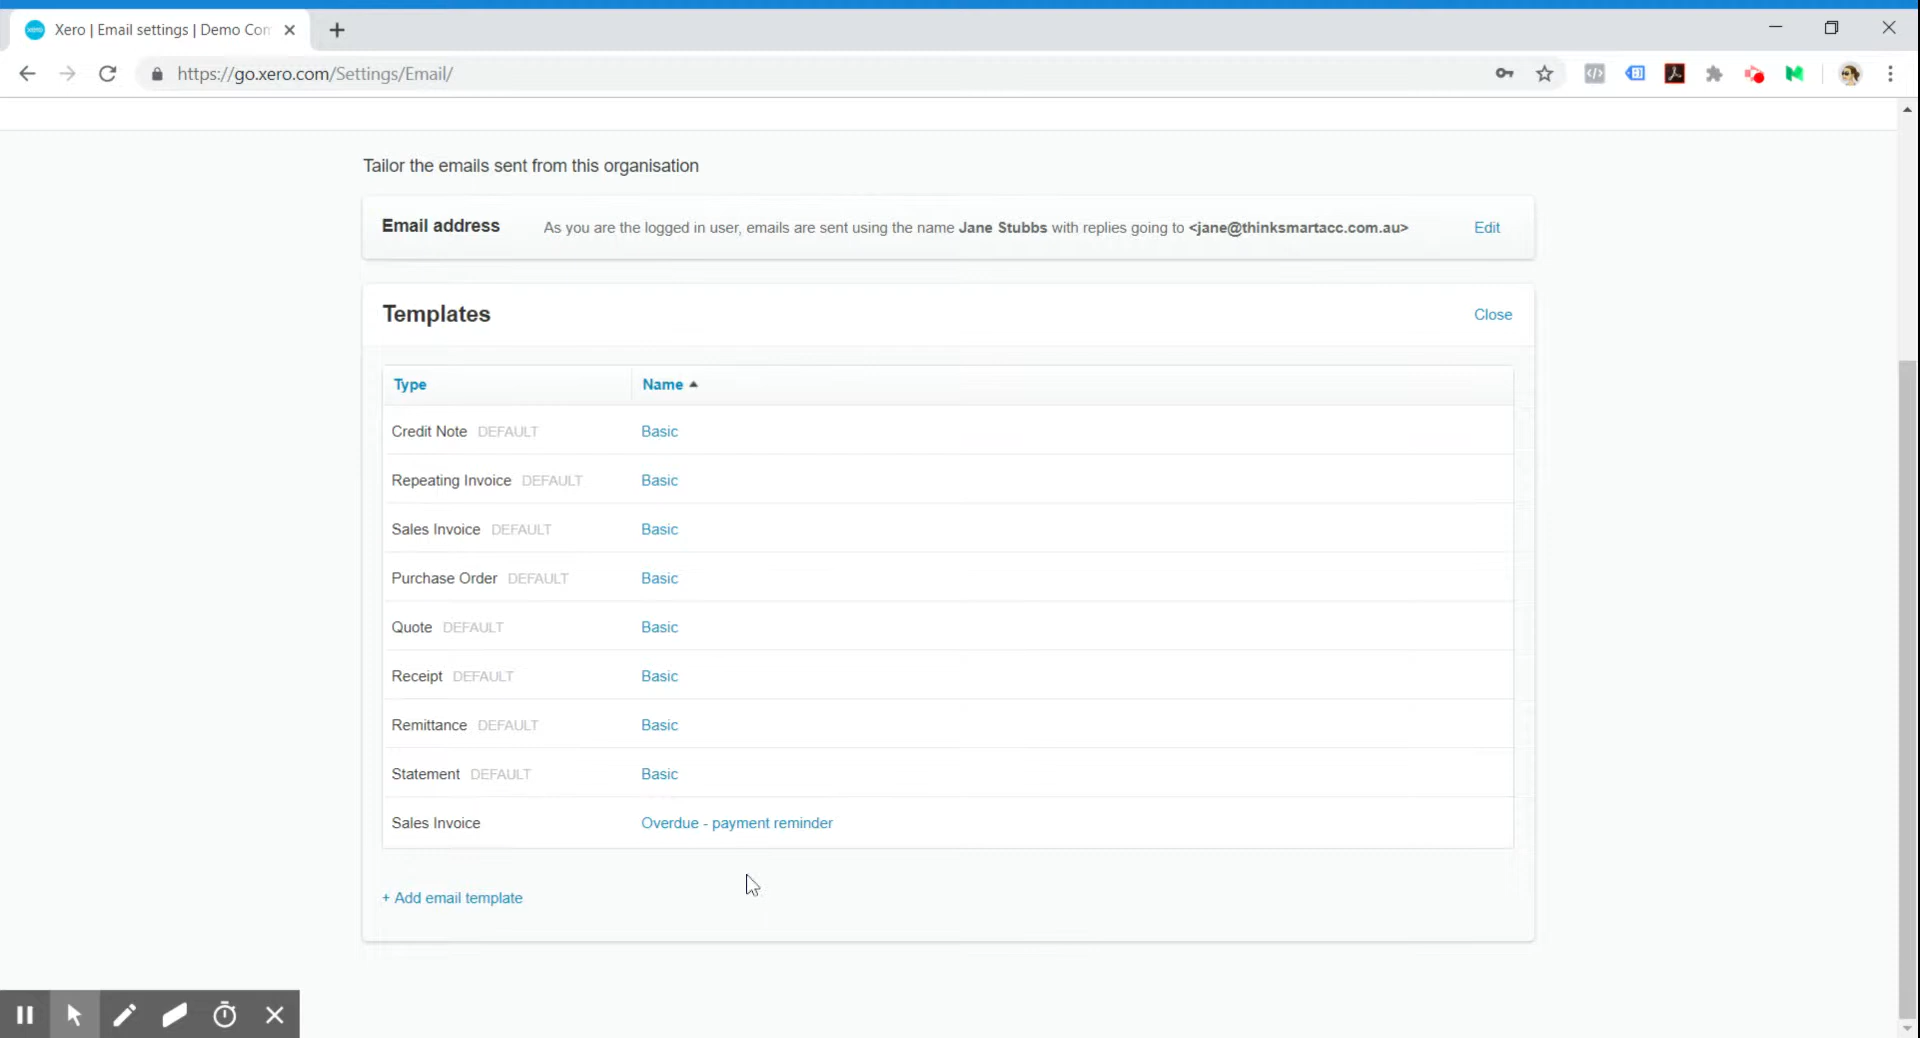 Xero | Email settings | Demo Com
https://go.xero.com/Settings/Email/
Tailor the emails sent from this organisation
Email address As you are the logged in user, emails are sent using the name Jane Stubbs with replies going to <jane@thinksmartacc.com.au> Edit
Templates Close
Type Name
Credit Note DEFAULT Basic
Repeating Invoice DEFAULT Basic
Sales Invoice DEFAULT Basic
Purchase Order DEFAULT Basic
Quote DEFAULT Basic
Receipt DEFAULT Basic
Remittance DEFAULT Basic
Statement DEFAULT Basic
Sales Invoice Overdue - payment reminder
+ Add email template